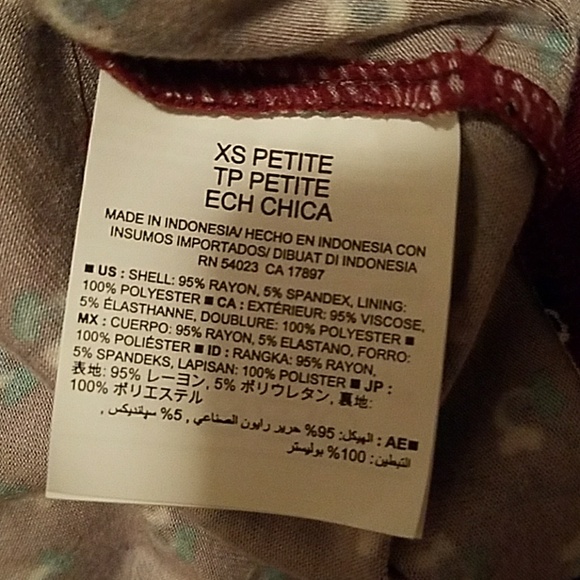 XS PETITE
TP PETITE
ECH CHICA
MADE IN INDONESIA/ HECHO EN INDONESIA CON
INSUMOS IMPORTADOS/ DIBUAT DI INDONESIA
RN 54023 CA 17897
■ US : SHELL: 95% RAYON, 5% SPANDEX, LINING:
100% POLYESTER ■ CA : EXTÉRIEUR: 95% VISCOSE,
5% ÉLASTHANNE, DOUBLURE: 100% POLYESTER ■
MX : CUERPO: 95% RAYON, 5% ELASTANO, FORRO:
100% POLIÉSTER ■ ID : RANGKA: 95% RAYON,
5% SPANDEKS, LAPISAN: 100% POLISTER ■ JP :
表地: 95% レーヨン, 5% ポリウレタン, 裏地:
100% ポリエステル
■AE : الهيكل: 95% حرير رايون الصناعي , 5% سپانديكس ,
التبطين: 100% بوليستر